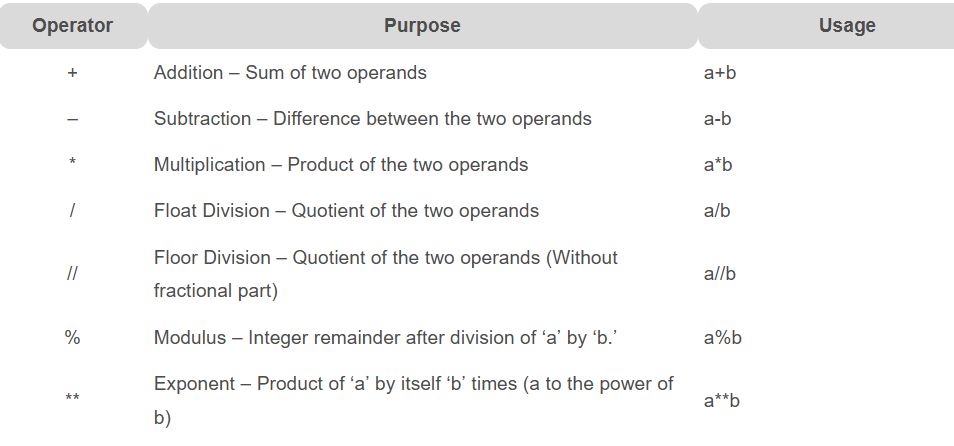 Operator Purpose Usage
+ Addition – Sum of two operands a+b
– Subtraction – Difference between the two operands a-b
* Multiplication – Product of the two operands a*b
/ Float Division – Quotient of the two operands a/b
// Floor Division – Quotient of the two operands (Without
fractional part) a//b
% Modulus – Integer remainder after division of ‘a’ by ‘b.’ a%b
** Exponent – Product of ‘a’ by itself ‘b’ times (a to the power of
b) a**b